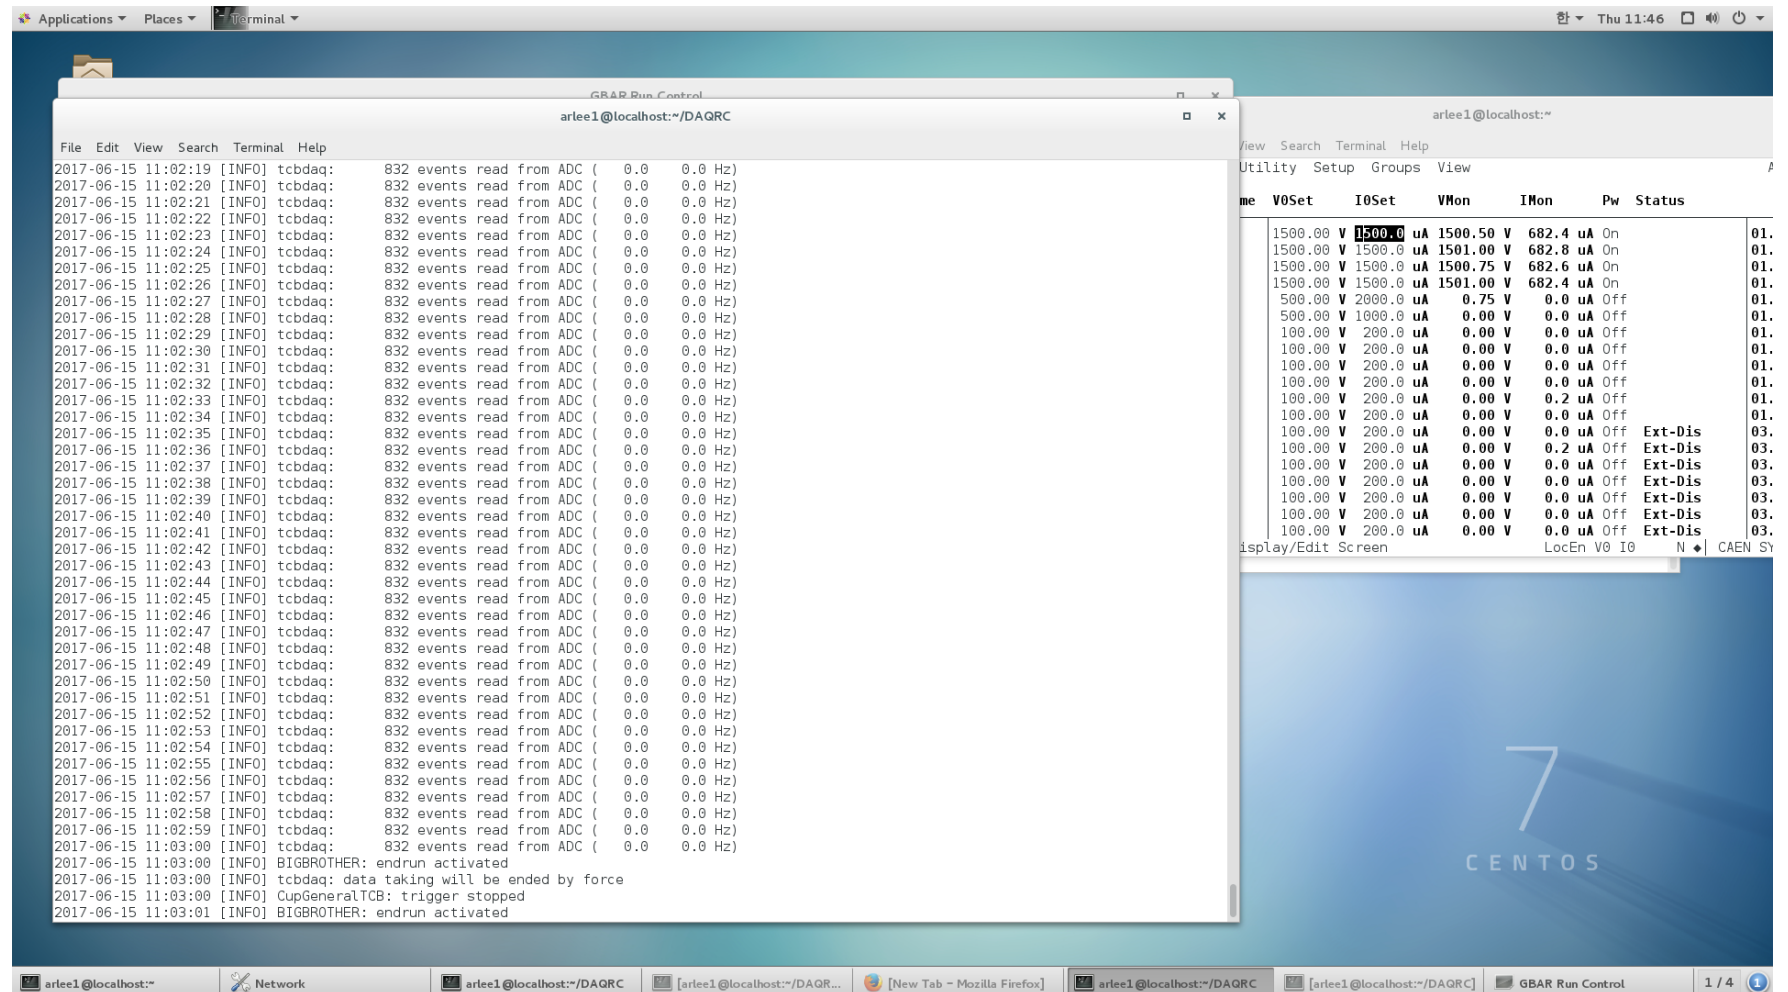 Applications Places Terminal 한 Thu 11:46
GBAR Run Control
arlee1@localhost:~/DAQRC
File Edit View Search Terminal Help
2017-06-15 11:02:19 [INFO] tcbdaq: 832 events read from ADC ( 0.0 0.0 Hz)
2017-06-15 11:02:20 [INFO] tcbdaq: 832 events read from ADC ( 0.0 0.0 Hz)
2017-06-15 11:02:21 [INFO] tcbdaq: 832 events read from ADC ( 0.0 0.0 Hz)
2017-06-15 11:02:22 [INFO] tcbdaq: 832 events read from ADC ( 0.0 0.0 Hz)
2017-06-15 11:02:23 [INFO] tcbdaq: 832 events read from ADC ( 0.0 0.0 Hz)
2017-06-15 11:02:24 [INFO] tcbdaq: 832 events read from ADC ( 0.0 0.0 Hz)
2017-06-15 11:02:25 [INFO] tcbdaq: 832 events read from ADC ( 0.0 0.0 Hz)
2017-06-15 11:02:26 [INFO] tcbdaq: 832 events read from ADC ( 0.0 0.0 Hz)
2017-06-15 11:02:27 [INFO] tcbdaq: 832 events read from ADC ( 0.0 0.0 Hz)
2017-06-15 11:02:28 [INFO] tcbdaq: 832 events read from ADC ( 0.0 0.0 Hz)
2017-06-15 11:02:29 [INFO] tcbdaq: 832 events read from ADC ( 0.0 0.0 Hz)
2017-06-15 11:02:30 [INFO] tcbdaq: 832 events read from ADC ( 0.0 0.0 Hz)
2017-06-15 11:02:31 [INFO] tcbdaq: 832 events read from ADC ( 0.0 0.0 Hz)
2017-06-15 11:02:32 [INFO] tcbdaq: 832 events read from ADC ( 0.0 0.0 Hz)
2017-06-15 11:02:33 [INFO] tcbdaq: 832 events read from ADC ( 0.0 0.0 Hz)
2017-06-15 11:02:34 [INFO] tcbdaq: 832 events read from ADC ( 0.0 0.0 Hz)
2017-06-15 11:02:35 [INFO] tcbdaq: 832 events read from ADC ( 0.0 0.0 Hz)
2017-06-15 11:02:36 [INFO] tcbdaq: 832 events read from ADC ( 0.0 0.0 Hz)
2017-06-15 11:02:37 [INFO] tcbdaq: 832 events read from ADC ( 0.0 0.0 Hz)
2017-06-15 11:02:38 [INFO] tcbdaq: 832 events read from ADC ( 0.0 0.0 Hz)
2017-06-15 11:02:39 [INFO] tcbdaq: 832 events read from ADC ( 0.0 0.0 Hz)
2017-06-15 11:02:40 [INFO] tcbdaq: 832 events read from ADC ( 0.0 0.0 Hz)
2017-06-15 11:02:41 [INFO] tcbdaq: 832 events read from ADC ( 0.0 0.0 Hz)
2017-06-15 11:02:42 [INFO] tcbdaq: 832 events read from ADC ( 0.0 0.0 Hz)
2017-06-15 11:02:43 [INFO] tcbdaq: 832 events read from ADC ( 0.0 0.0 Hz)
2017-06-15 11:02:44 [INFO] tcbdaq: 832 events read from ADC ( 0.0 0.0 Hz)
2017-06-15 11:02:45 [INFO] tcbdaq: 832 events read from ADC ( 0.0 0.0 Hz)
2017-06-15 11:02:46 [INFO] tcbdaq: 832 events read from ADC ( 0.0 0.0 Hz)
2017-06-15 11:02:47 [INFO] tcbdaq: 832 events read from ADC ( 0.0 0.0 Hz)
2017-06-15 11:02:48 [INFO] tcbdaq: 832 events read from ADC ( 0.0 0.0 Hz)
2017-06-15 11:02:49 [INFO] tcbdaq: 832 events read from ADC ( 0.0 0.0 Hz)
2017-06-15 11:02:50 [INFO] tcbdaq: 832 events read from ADC ( 0.0 0.0 Hz)
2017-06-15 11:02:51 [INFO] tcbdaq: 832 events read from ADC ( 0.0 0.0 Hz)
2017-06-15 11:02:52 [INFO] tcbdaq: 832 events read from ADC ( 0.0 0.0 Hz)
2017-06-15 11:02:53 [INFO] tcbdaq: 832 events read from ADC ( 0.0 0.0 Hz)
2017-06-15 11:02:54 [INFO] tcbdaq: 832 events read from ADC ( 0.0 0.0 Hz)
2017-06-15 11:02:55 [INFO] tcbdaq: 832 events read from ADC ( 0.0 0.0 Hz)
2017-06-15 11:02:56 [INFO] tcbdaq: 832 events read from ADC ( 0.0 0.0 Hz)
2017-06-15 11:02:57 [INFO] tcbdaq: 832 events read from ADC ( 0.0 0.0 Hz)
2017-06-15 11:02:58 [INFO] tcbdaq: 832 events read from ADC ( 0.0 0.0 Hz)
2017-06-15 11:02:59 [INFO] tcbdaq: 832 events read from ADC ( 0.0 0.0 Hz)
2017-06-15 11:03:00 [INFO] tcbdaq: 832 events read from ADC ( 0.0 0.0 Hz)
2017-06-15 11:03:00 [INFO] BIGBROTHER: endrun activated
2017-06-15 11:03:00 [INFO] tcbdaq: data taking will be ended by force
2017-06-15 11:03:00 [INFO] CupGeneralTCB: trigger stopped
2017-06-15 11:03:01 [INFO] BIGBROTHER: endrun activated
arlee1@localhost:~
View Search Terminal Help
Utility Setup Groups View A
me V0Set I0Set VMon IMon Pw Status
1500.00 V 1500.0 uA 1500.50 V 682.4 uA On 01.
1500.00 V 1500.0 uA 1501.00 V 682.8 uA On 01.
1500.00 V 1500.0 uA 1500.75 V 682.6 uA On 01.
1500.00 V 1500.0 uA 1501.00 V 682.4 uA On 01.
500.00 V 2000.0 uA 0.75 V 0.0 uA Off 01.
500.00 V 1000.0 uA 0.00 V 0.0 uA Off 01.
100.00 V 200.0 uA 0.00 V 0.0 uA Off 01.
100.00 V 200.0 uA 0.00 V 0.0 uA Off 01.
100.00 V 200.0 uA 0.00 V 0.0 uA Off 01.
100.00 V 200.0 uA 0.00 V 0.0 uA Off 01.
100.00 V 200.0 uA 0.00 V 0.2 uA Off 01.
100.00 V 200.0 uA 0.00 V 0.0 uA Off 01.
100.00 V 200.0 uA 0.00 V 0.0 uA Off Ext-Dis 03.
100.00 V 200.0 uA 0.00 V 0.2 uA Off Ext-Dis 03.
100.00 V 200.0 uA 0.00 V 0.0 uA Off Ext-Dis 03.
100.00 V 200.0 uA 0.00 V 0.0 uA Off Ext-Dis 03.
100.00 V 200.0 uA 0.00 V 0.0 uA Off Ext-Dis 03.
100.00 V 200.0 uA 0.00 V 0.0 uA Off Ext-Dis 03.
100.00 V 200.0 uA 0.00 V 0.0 uA Off Ext-Dis 03.
isplay/Edit Screen LocEn V0 I0 N ◆ CAEN SY
7
CENTOS
arlee1@localhost:~ Network arlee1@localhost:~/DAQRC [arlee1@localhost:~/DAQR... [New Tab - Mozilla Firefox] arlee1@localhost:~/DAQRC [arlee1@localhost:~/DAQRC] GBAR Run Control 1 / 4 1